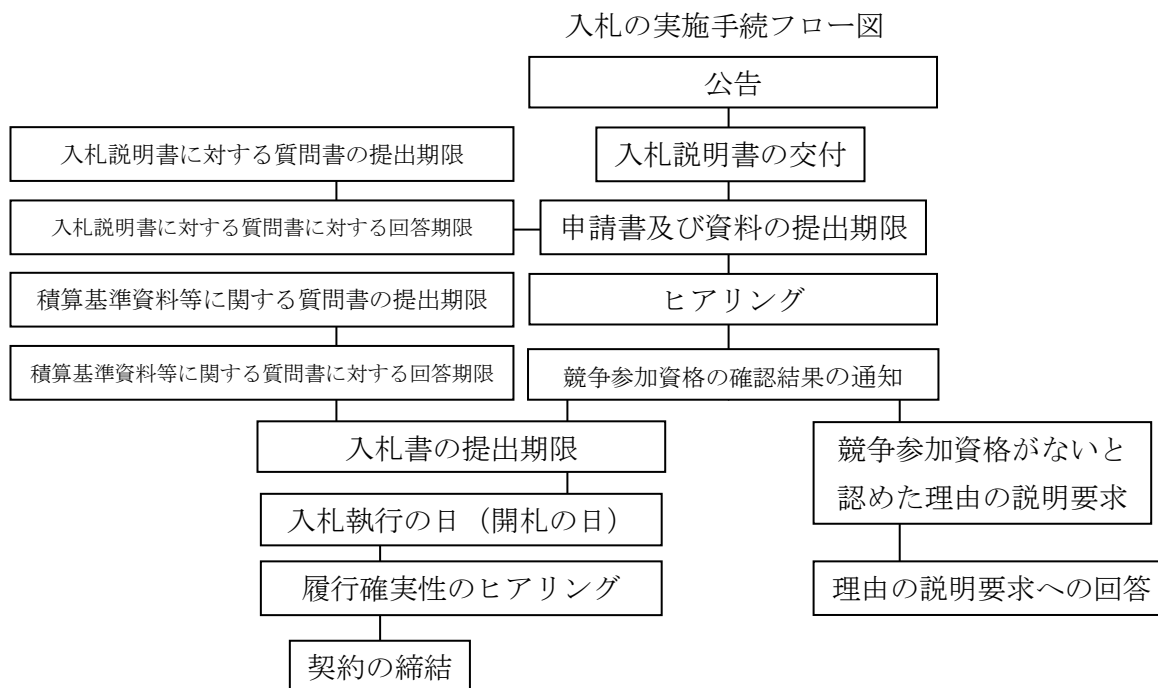 入札の実施手続フロー図
公告
入札説明書に対する質問書の提出期限
入札説明書の交付
入札説明書に対する質問書に対する回答期限
申請書及び資料の提出期限
積算基準資料等に関する質問書の提出期限
ヒアリング
積算基準資料等に関する質問書に対する回答期限
競争参加資格の確認結果の通知
入札書の提出期限
競争参加資格がないと
認めた理由の説明要求
入札執行の日（開札の日）
履行確実性のヒアリング
理由の説明要求への回答
契約の締結